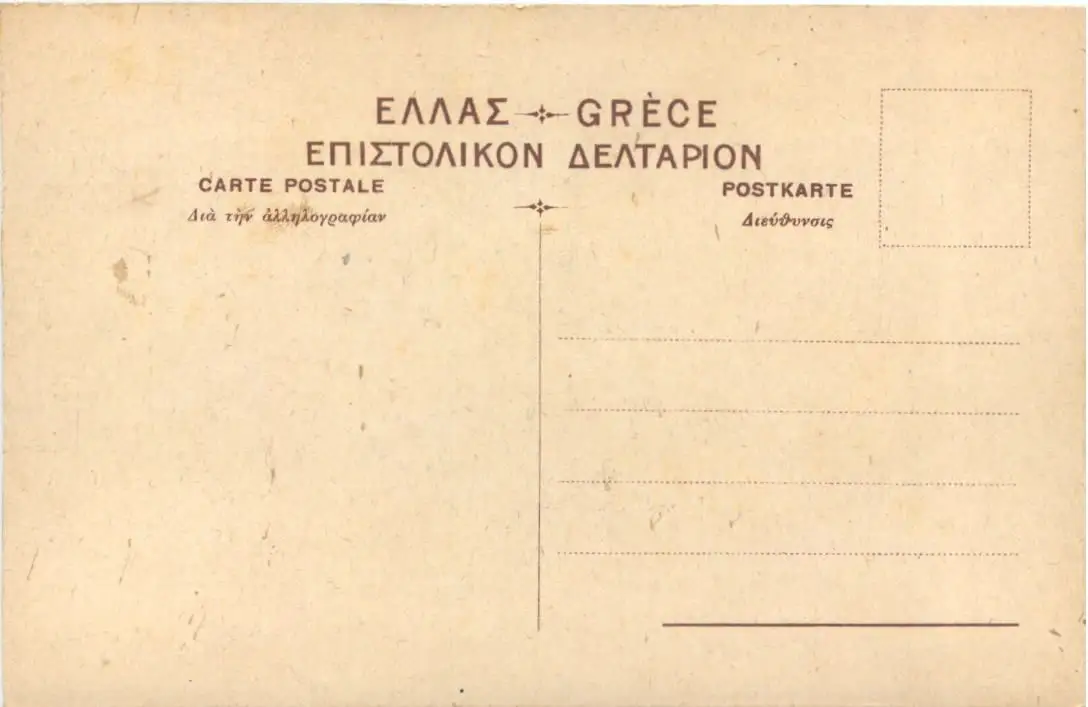 ΕΛΛΑΣ GRÈCE
ΕΠΙΣΤΟΛΙΚΟΝ ΔΕΛΤΑΡΙΟΝ
CARTE POSTALE
Διὰ τὴν ἀλληλογραφίαν
POSTKARTE
Διεύθυνσις